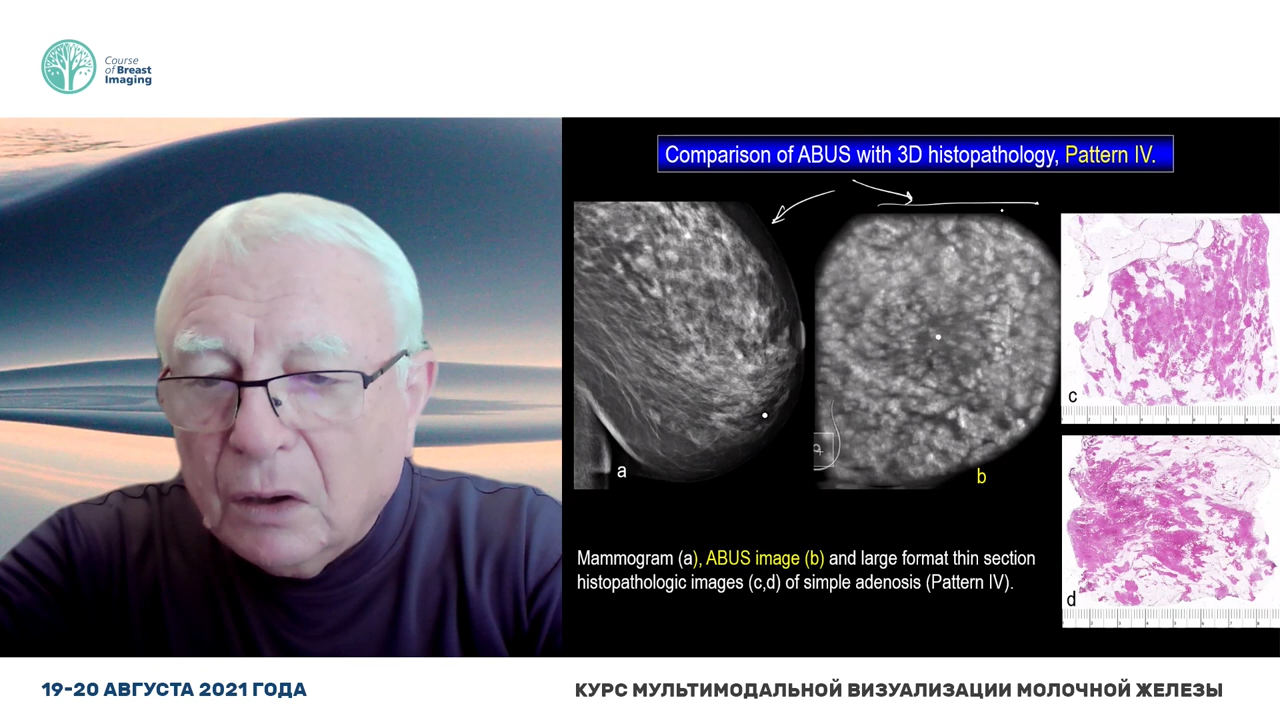 Course
of Breast
Imaging
Comparison of ABUS with 3D histopathology, Pattern IV.
a
b
c
d
Mammogram (a), ABUS image (b) and large format thin section
histopathologic images (c,d) of simple adenosis (Pattern IV).
19-20 АВГУСТА 2021 ГОДА
КУРС МУЛЬТИМОДАЛЬНОЙ ВИЗУАЛИЗАЦИИ МОЛОЧНОЙ ЖЕЛЕЗЫ